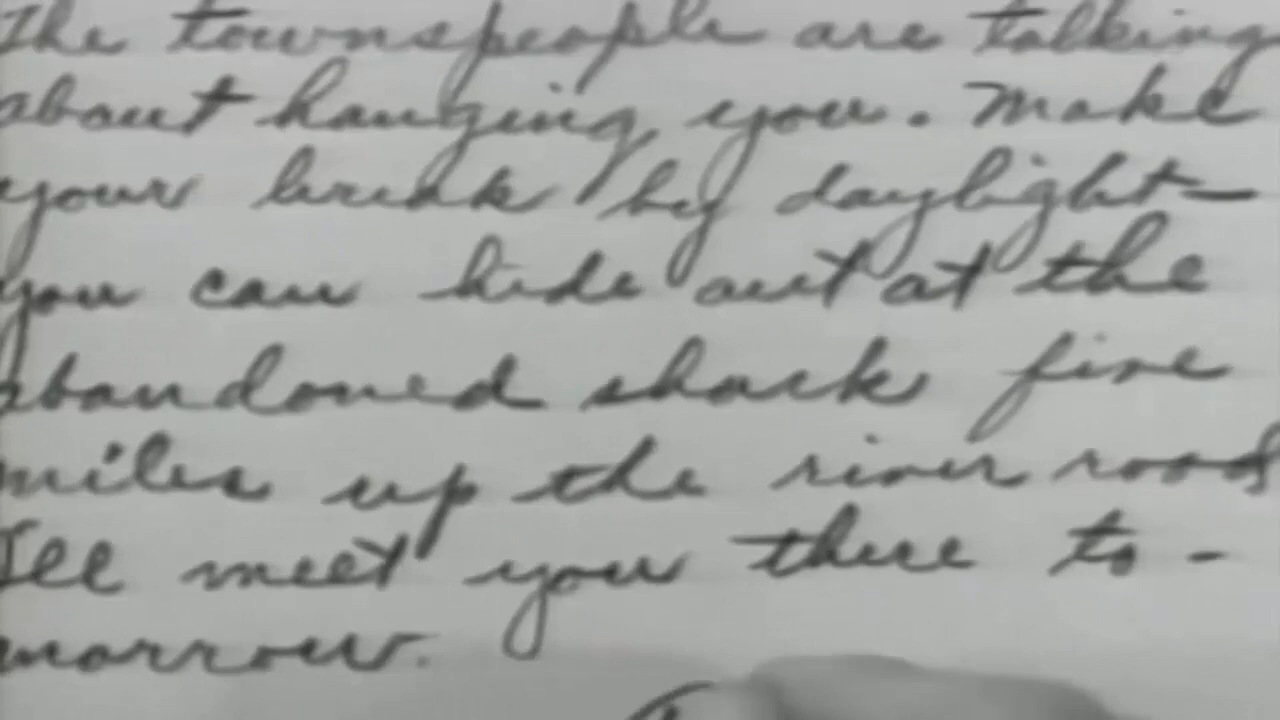 The townspeople are talking
about hanging you. Make
your break by daylight—
you can hide out at the
abandoned shack five
miles up the river road
I'll meet you there to-
morrow.